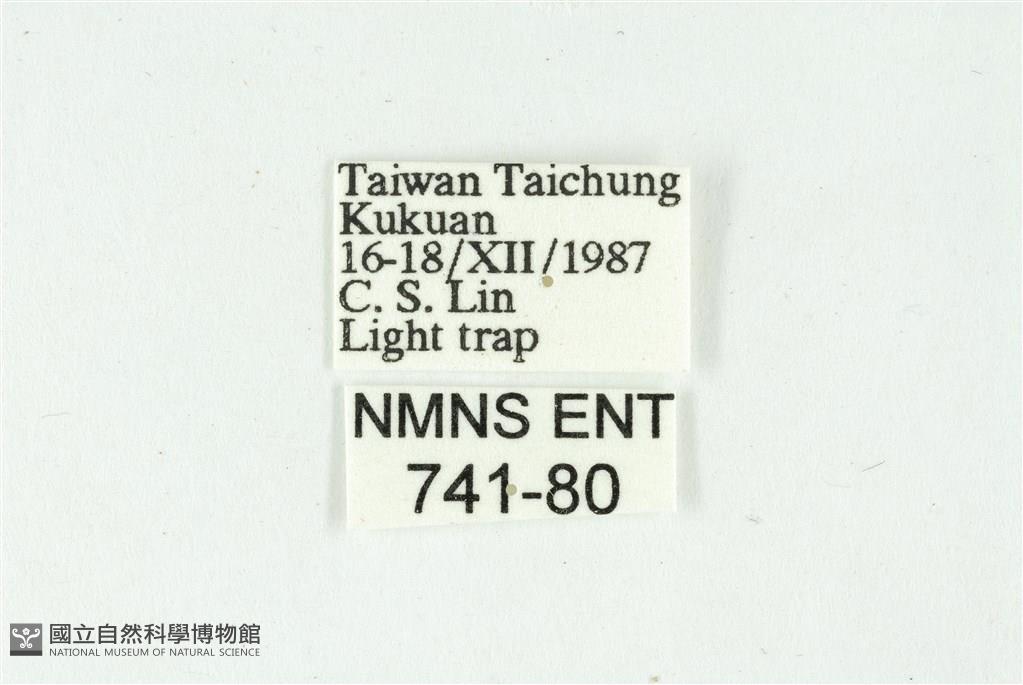 Taiwan Taichung
Kukuan
16-18/XII/1987
C. S. Lin
Light trap
NMNS ENT
741-80
國立自然科學博物館
NATIONAL MUSEUM OF NATURAL SCIENCE